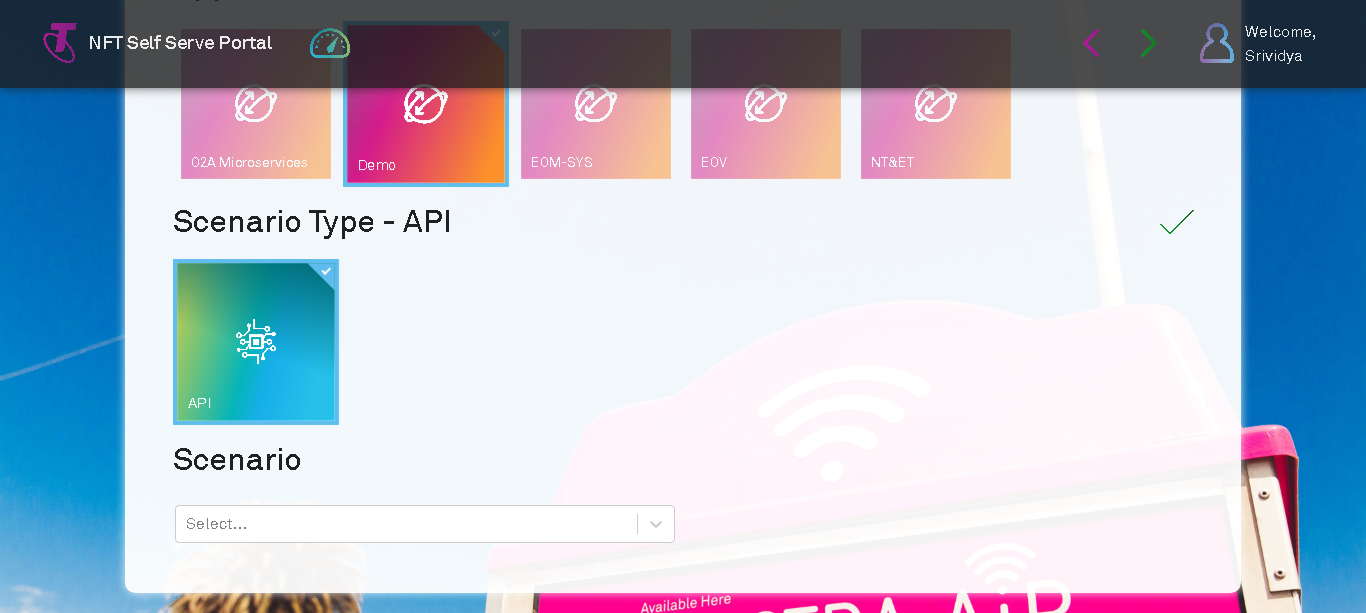 NFT Self Serve Portal
Welcome,
Srividya
O2A Microservices
Demo
EOM-SYS
EOV
NT&ET
Scenario Type - API
API
Scenario
Select...
Available Here